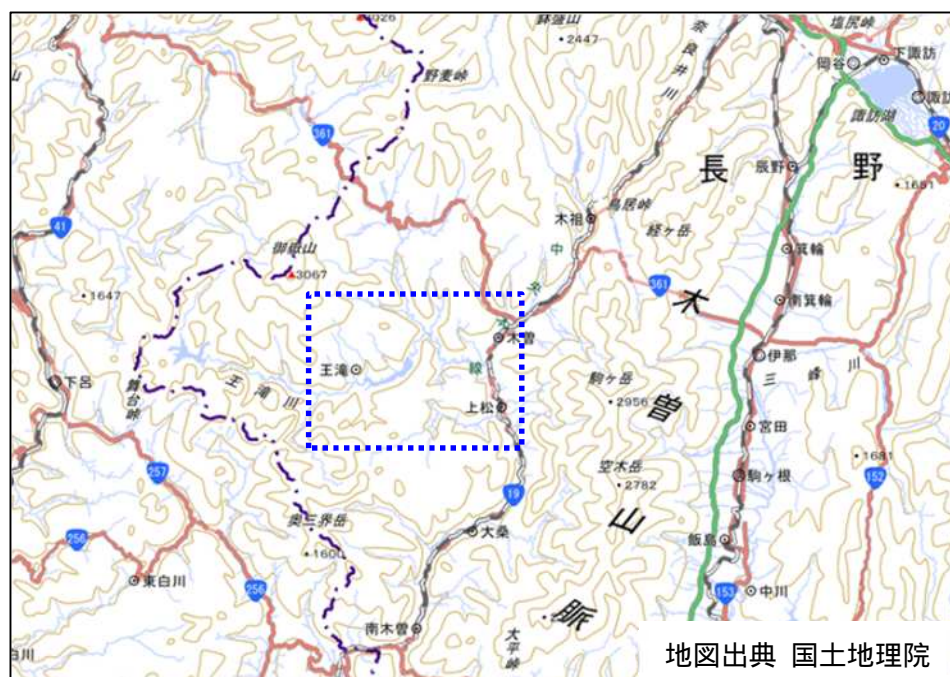 3026
鉢盛山
2447
奈良井川
塩尻峠
下諏訪
岡谷
野麦峠
諏訪湖
20
361
長野
辰野
1681
木祖
鳥居峠
41
中央本線
経ヶ岳
箕輪
御嶽山
3067
361
木曽山脈
南箕輪
1647
木曽
王滝
伊那
三峰川
下呂
舞台峠
王滝川
駒ヶ岳
2956
上松
宮田
257
空木岳
2782
駒ヶ根
1681
152
19
奥三界岳
大桑
256
1600
飯島
東白川
256
153
中川
南木曽
大平峠
地図出典 国土地理院